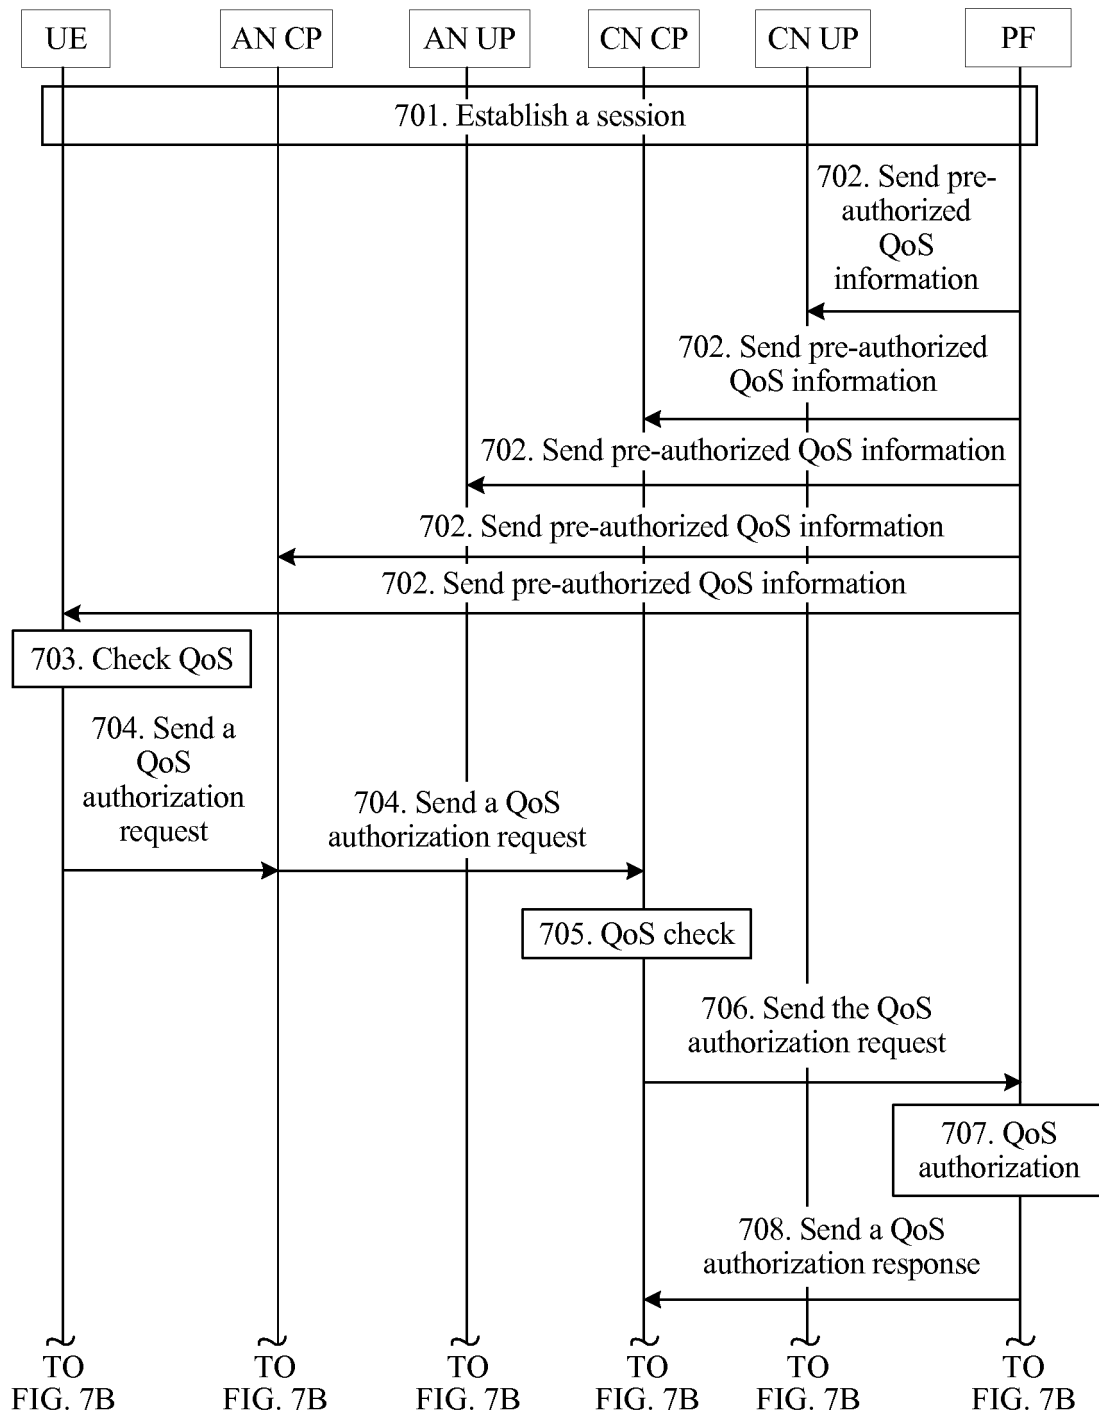 UE
AN CP
AN UP
CN CP
CN UP
PF
701. Establish a session
702. Send pre-
authorized
QoS
information
702. Send pre-authorized
QoS information
702. Send pre-authorized QoS information
702. Send pre-authorized QoS information
702. Send pre-authorized QoS information
703. Check QoS
704. Send a
QoS
authorization
request
704. Send a QoS
authorization request
705. QoS check
706. Send the QoS
authorization request
707. QoS
authorization
708. Send a QoS
authorization response
TO
FIG. 7B
TO
FIG. 7B
TO
FIG. 7B
TO
FIG. 7B
TO
FIG. 7B
TO
FIG. 7B